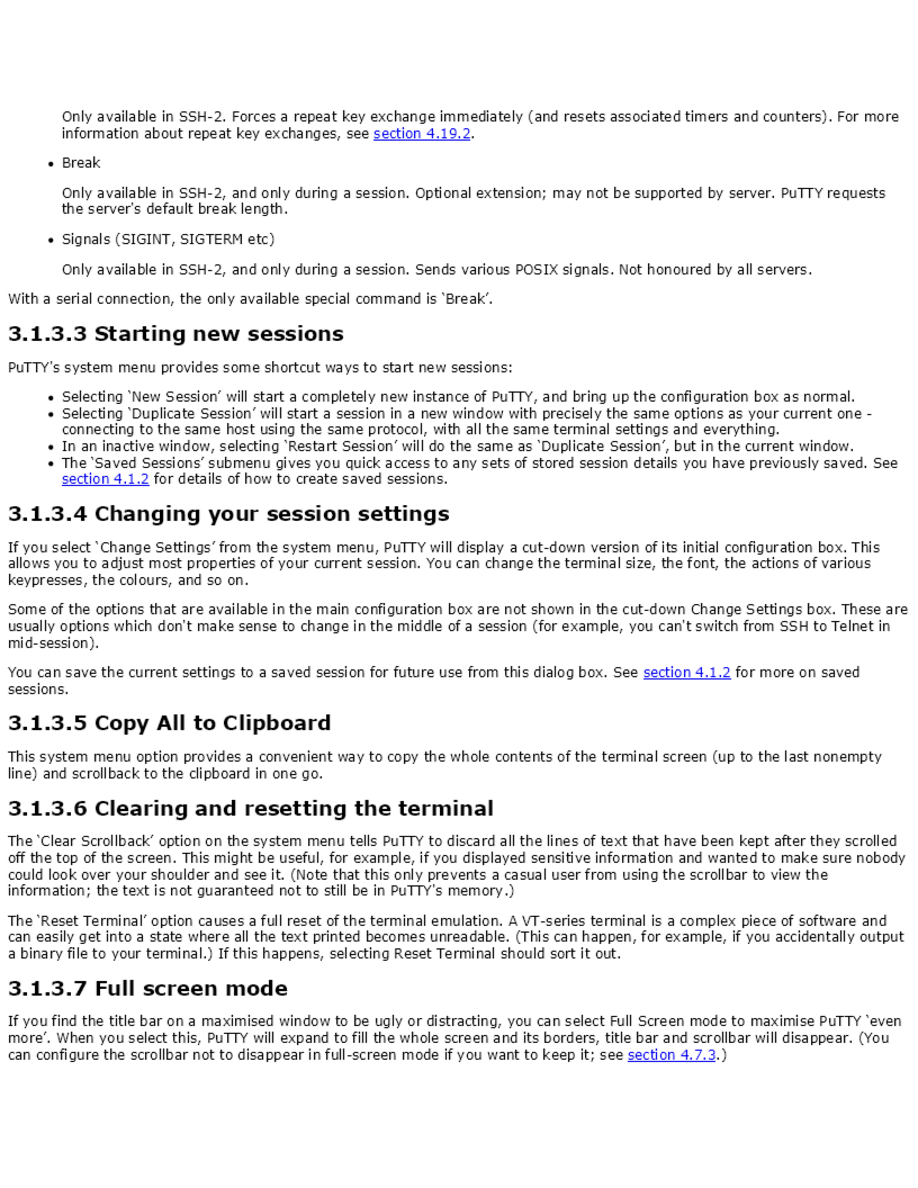 Only available in SSH-2. Forces a repeat key exchange immediately (and resets associated timers and counters). For more
information about repeat key exchanges, see section 4.19.2.
• Break
Only available in SSH-2, and only during a session. Optional extension; may not be supported by server. PuTTY requests
the server's default break length.
• Signals (SIGINT, SIGTERM etc)
Only available in SSH-2, and only during a session. Sends various POSIX signals. Not honoured by all servers.
With a serial connection, the only available special command is ‘Break’.
3.1.3.3 Starting new sessions
PuTTY's system menu provides some shortcut ways to start new sessions:
• Selecting ‘New Session’ will start a completely new instance of PuTTY, and bring up the configuration box as normal.
• Selecting ‘Duplicate Session’ will start a session in a new window with precisely the same options as your current one -
connecting to the same host using the same protocol, with all the same terminal settings and everything.
• In an inactive window, selecting ‘Restart Session’ will do the same as ‘Duplicate Session’, but in the current window.
• The ‘Saved Sessions’ submenu gives you quick access to any sets of stored session details you have previously saved. See
section 4.1.2 for details of how to create saved sessions.
3.1.3.4 Changing your session settings
If you select ‘Change Settings’ from the system menu, PuTTY will display a cut-down version of its initial configuration box. This
allows you to adjust most properties of your current session. You can change the terminal size, the font, the actions of various
keypresses, the colours, and so on.
Some of the options that are available in the main configuration box are not shown in the cut-down Change Settings box. These are
usually options which don't make sense to change in the middle of a session (for example, you can't switch from SSH to Telnet in
mid-session).
You can save the current settings to a saved session for future use from this dialog box. See section 4.1.2 for more on saved
sessions.
3.1.3.5 Copy All to Clipboard
This system menu option provides a convenient way to copy the whole contents of the terminal screen (up to the last nonempty
line) and scrollback to the clipboard in one go.
3.1.3.6 Clearing and resetting the terminal
The ‘Clear Scrollback’ option on the system menu tells PuTTY to discard all the lines of text that have been kept after they scrolled
off the top of the screen. This might be useful, for example, if you displayed sensitive information and wanted to make sure nobody
could look over your shoulder and see it. (Note that this only prevents a casual user from using the scrollbar to view the
information; the text is not guaranteed not to still be in PuTTY's memory.)
The ‘Reset Terminal’ option causes a full reset of the terminal emulation. A VT-series terminal is a complex piece of software and
can easily get into a state where all the text printed becomes unreadable. (This can happen, for example, if you accidentally output
a binary file to your terminal.) If this happens, selecting Reset Terminal should sort it out.
3.1.3.7 Full screen mode
If you find the title bar on a maximised window to be ugly or distracting, you can select Full Screen mode to maximise PuTTY ‘even
more’. When you select this, PuTTY will expand to fill the whole screen and its borders, title bar and scrollbar will disappear. (You
can configure the scrollbar not to disappear in full-screen mode if you want to keep it; see section 4.7.3.)